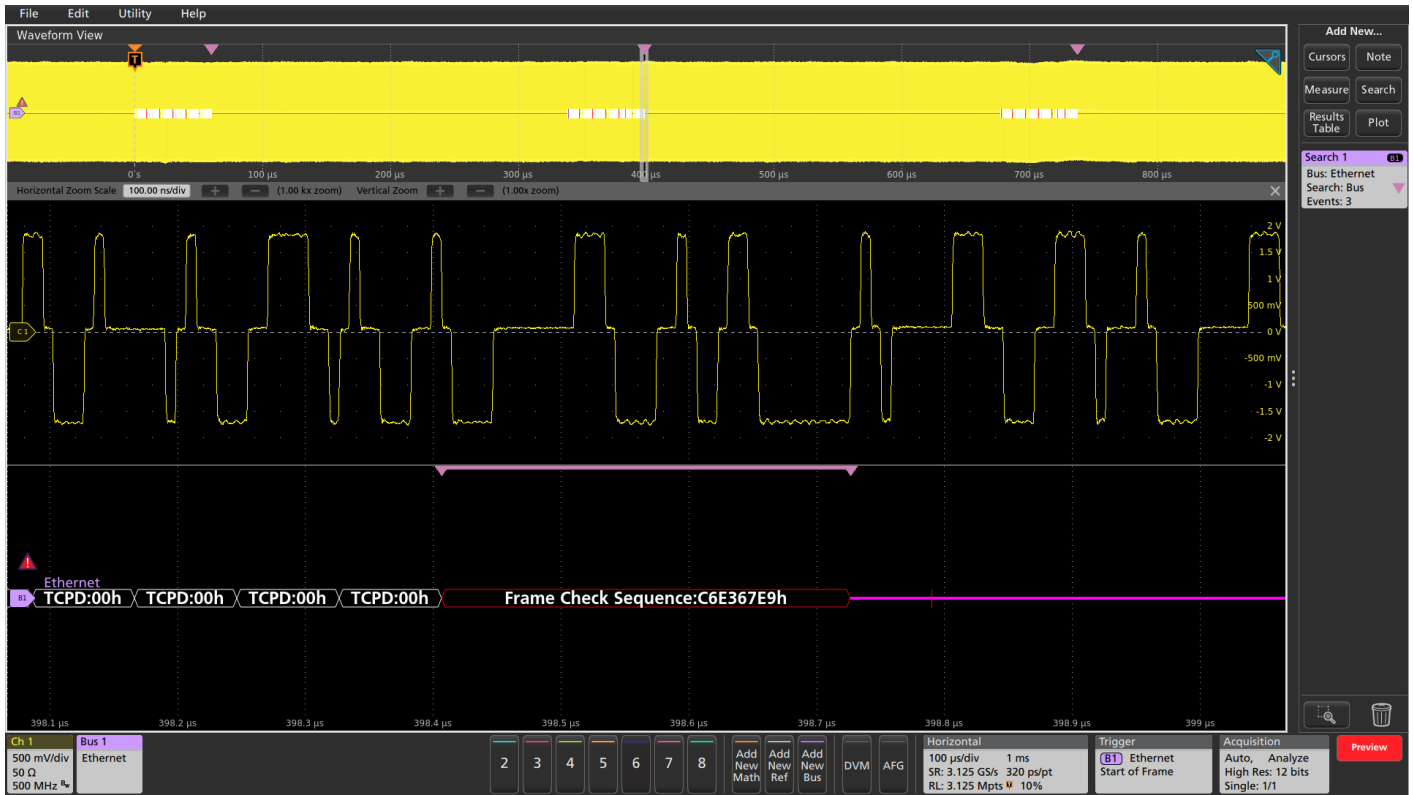 File Edit Utility Help
Waveform View
Add New...
Cursors Note
Measure Search
Results Table Plot
Search 1 B1
Bus: Ethernet
Search: Bus
Events: 3
T
B1
0 s 100 µs 200 µs 300 µs 400 µs 500 µs 600 µs 700 µs 800 µs
Horizontal Zoom Scale 100.00 ns/div + − (1.00 kx zoom) Vertical Zoom + − (1.00x zoom) ×
2 V
1.5 V
1 V
500 mV
C 1 0 V
-500 mV
-1 V
-1.5 V
-2 V
!
Ethernet
B1 TCPD:00h TCPD:00h TCPD:00h TCPD:00h Frame Check Sequence:C6E367E9h
398.1 µs 398.2 µs 398.3 µs 398.4 µs 398.5 µs 398.6 µs 398.7 µs 398.8 µs 398.9 µs 399 µs
Ch 1
500 mV/div
50 Ω
500 MHz Bw
Bus 1
Ethernet
2 3 4 5 6 7 8
Add New Math
Add New Ref
Add New Bus
DVM
AFG
Horizontal
100 µs/div 1 ms
SR: 3.125 GS/s 320 ps/pt
RL: 3.125 Mpts 10%
Trigger
B1 Ethernet
Start of Frame
Acquisition
Auto, Analyze
High Res: 12 bits
Single: 1/1
Preview